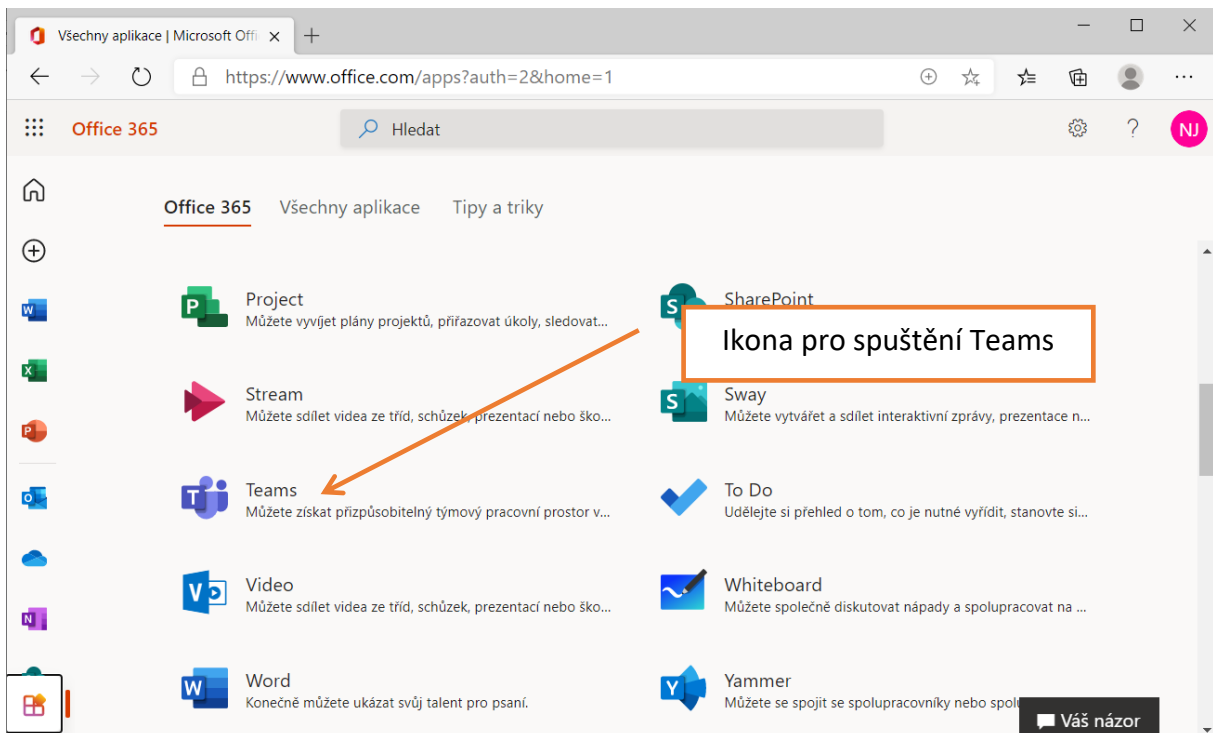 Všechny aplikace | Microsoft Offi
https://www.office.com/apps?auth=2&home=1
Office 365
Hledat
NJ
Office 365 Všechny aplikace Tipy a triky
Project
Můžete vyvíjet plány projektů, přiřazovat úkoly, sledovat...
SharePoint
Ikona pro spuštění Teams
Stream
Můžete sdílet videa ze tříd, schůzek, prezentací nebo ško...
Sway
Můžete vytvářet a sdílet interaktivní zprávy, prezentace n...
Teams
Můžete získat přizpůsobitelný týmový pracovní prostor v...
To Do
Udělejte si přehled o tom, co je nutné vyřídit, stanovte si...
Video
Můžete sdílet videa ze tříd, schůzek, prezentací nebo ško...
Whiteboard
Můžete společně diskutovat nápady a spolupracovat na ...
Word
Konečně můžete ukázat svůj talent pro psaní.
Yammer
Můžete se spojit se spolupracovníky nebo
Váš názor